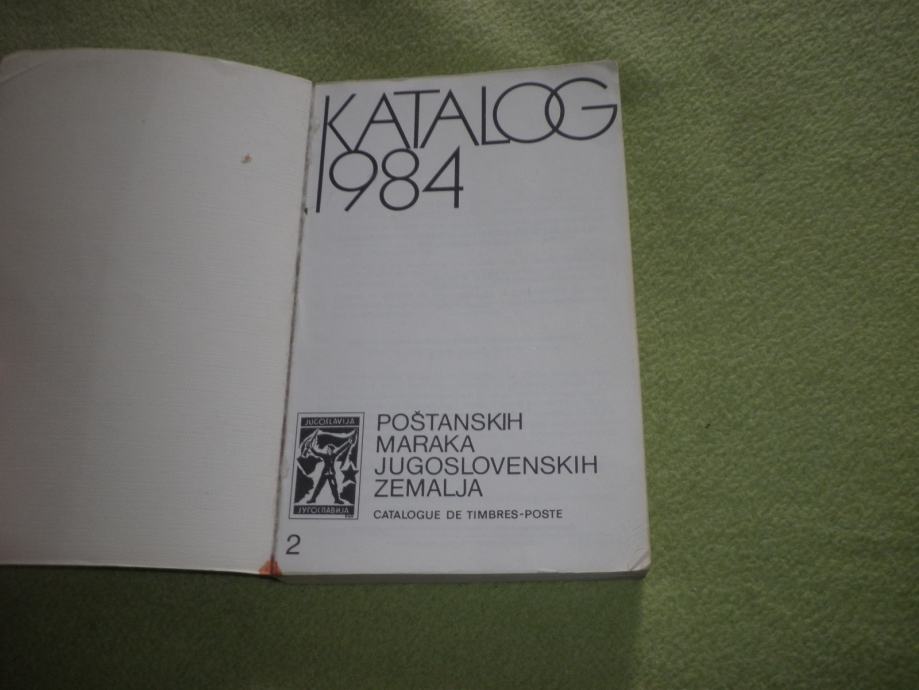 KATALOG
1984
JUGOSLAVIJA
ЈУГОСЛАВИЈА
POŠTANSKIH
MARAKA
JUGOSLOVENSKIH
ZEMALJA
CATALOGUE DE TIMBRES-POSTE
2